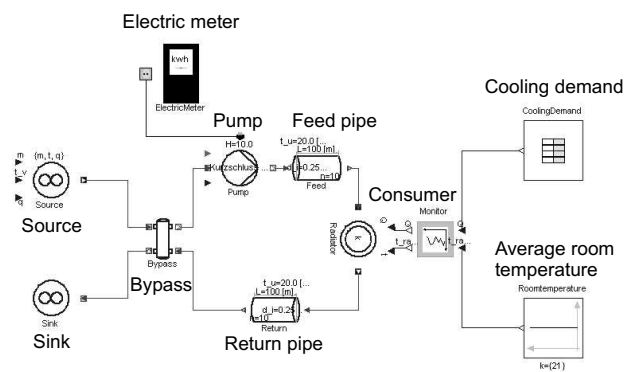 Electric meter
kwh
ElectricMeter
Cooling demand
CoolingDemand
Pump
H=10.0
Kurzschluss ...
Pump
Feed pipe
t_u=20.0 [...
L=100 [m]
d_i=0.25...
n=10
Feed
m
{m, t, q}
t_v
q
Source
Source
Bypass
Bypass
Consumer
Monitor
Q
Q
t_ra...
t_ra...
Radiator
Average room
temperature
Roomtemperature
k={21}
Sink
Sink
t_u=20.0 [...
L=100 [m]
d_i=0.25...
n=10
Return
Return pipe